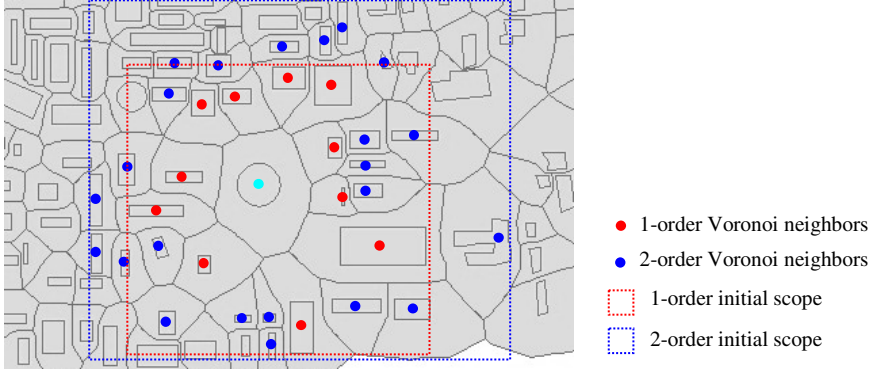 1-order Voronoi neighbors
2-order Voronoi neighbors
1-order initial scope
2-order initial scope